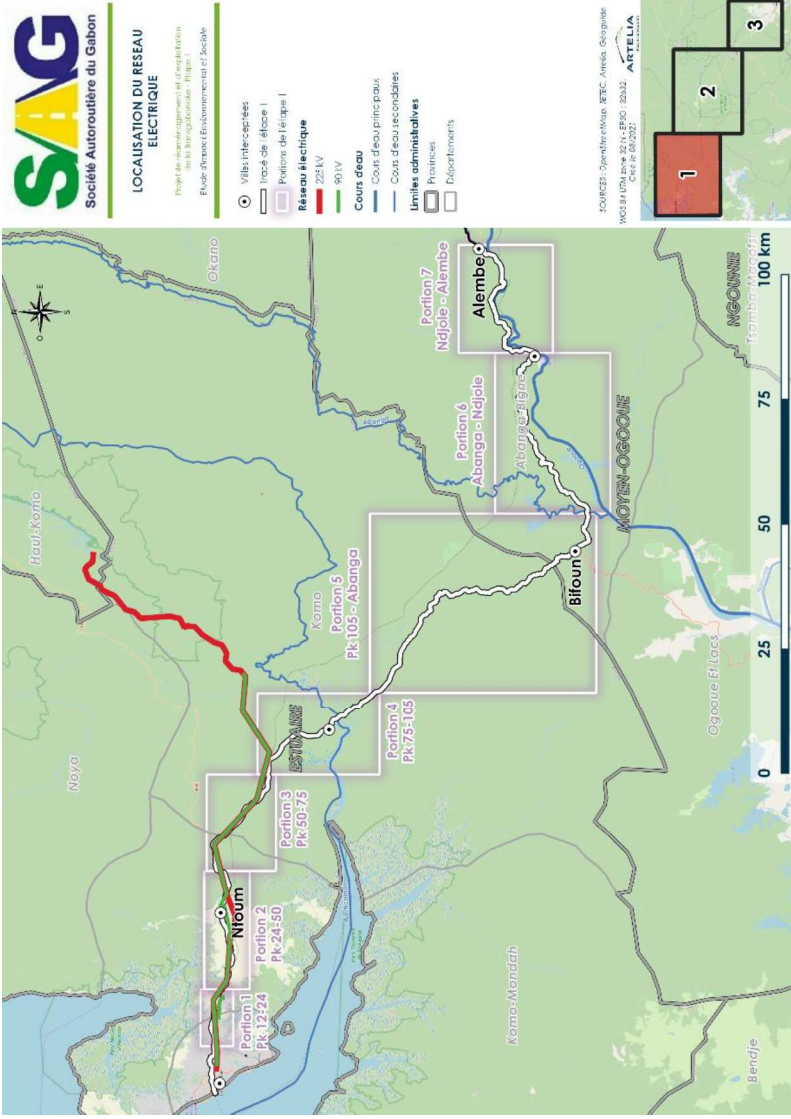 SAG
Société Autoroutière du Gabon
LOCALISATION DU RESEAU
ELECTRIQUE
Projet de réaménagement et d'exploitation
de la Transgabonaise - Etape 1
Etude d'Impact Environnemental et Sociale
Villes interceptées
Tracé de l'étape 1
Portions de l'étape 1
Réseau électrique
225 kV
90 kV
Cours d'eau
Cours d'eau principaux
Cours d'eau secondaires
Limites administratives
Provinces
Départements
SOURCES : OpenStreetMap, SETEC, Artelia, Géoguide
WGS 84 UTM zone 32 N - EPSG : 32632
Créé le 08/2021
ARTELIA
1
2
3
N
E
S
O
Okano
Haut-Komo
Noya
Komo
Abanga
ESTUAIRE
Portion 1
Pk 12-24
Portion 2
Pk 24-50
Ntoum
Portion 3
Pk 50-75
Portion 4
Pk 75-105
Portion 5
Pk 105 - Abanga
Portion 6
Abanga - Ndjole
Portion 7
Ndjole - Alembe
Alembe
Abanga-Bigne
Bifoun
MOYEN-OGOOUE
NGOUNIE
Tsamba-Magotsi
Ogooue Et Lacs
Komo-Mondah
Bendje
0
25
50
75
100 km